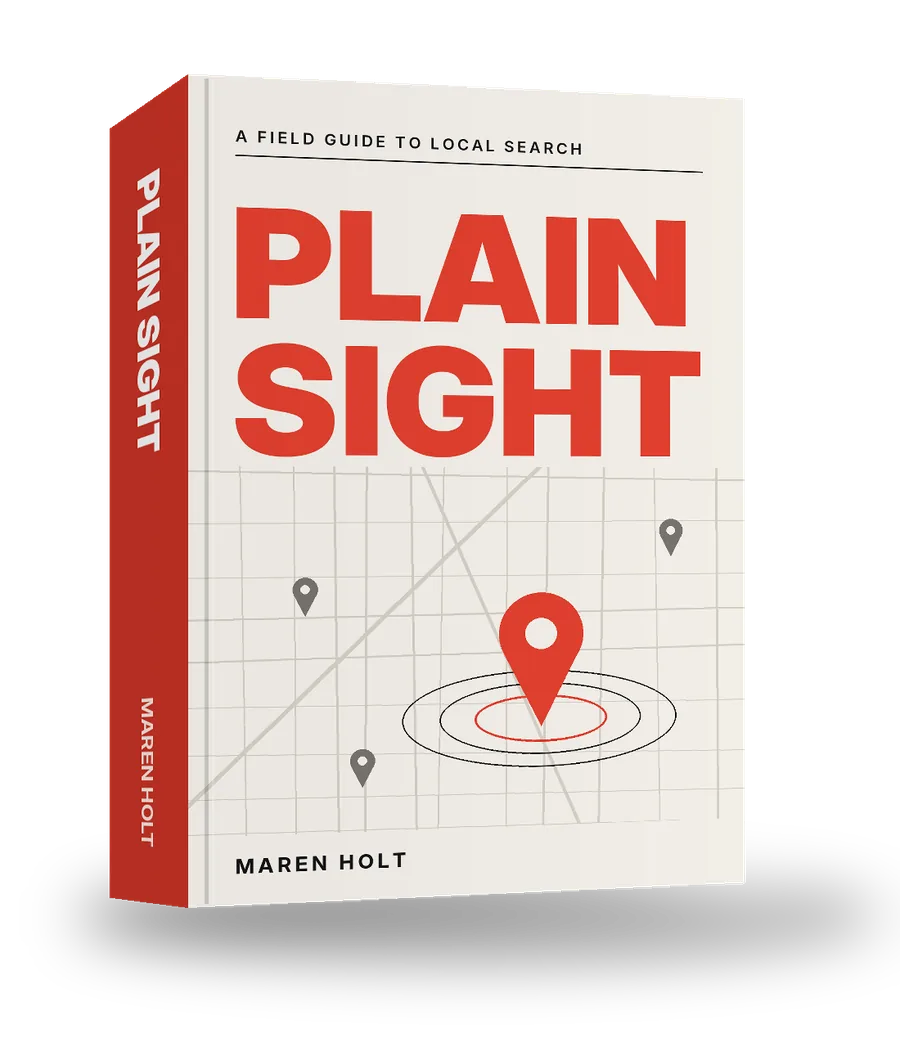 A FIELD GUIDE TO LOCAL SEARCH
PLAIN
SIGHT
MAREN HOLT
PLAIN SIGHT
MAREN HOLT